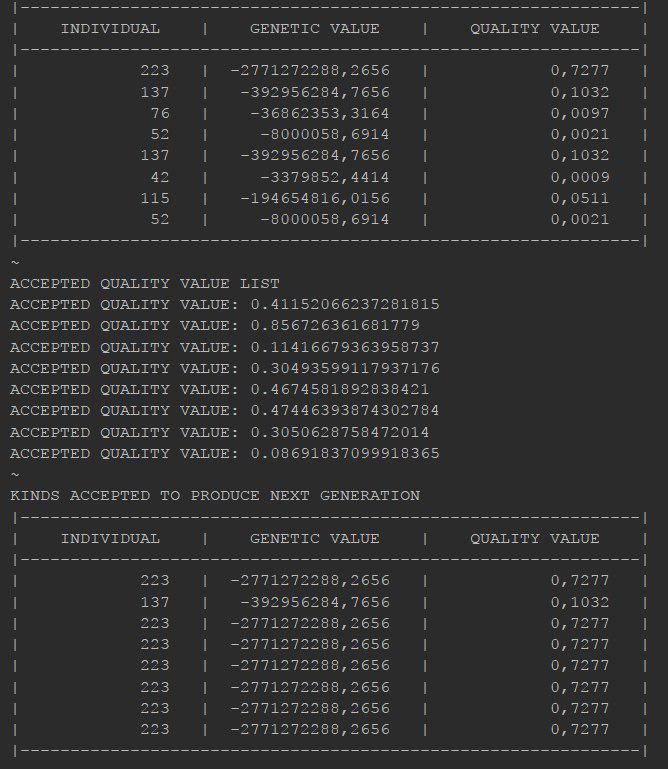 |--------------------------------------------------------------|
|    INDIVIDUAL    |    GENETIC VALUE    |    QUALITY VALUE    |
|--------------------------------------------------------------|
|            223   |  -2771272288,2656   |            0,7277   |
|            137   |   -392956284,7656   |            0,1032   |
|             76   |    -36862353,3164   |            0,0097   |
|             52   |     -8000058,6914   |            0,0021   |
|            137   |   -392956284,7656   |            0,1032   |
|             42   |     -3379852,4414   |            0,0009   |
|            115   |   -194654816,0156   |            0,0511   |
|             52   |     -8000058,6914   |            0,0021   |
|--------------------------------------------------------------|
~
ACCEPTED QUALITY VALUE LIST
ACCEPTED QUALITY VALUE: 0.41152066237281815
ACCEPTED QUALITY VALUE: 0.856726361681779
ACCEPTED QUALITY VALUE: 0.11416679363958737
ACCEPTED QUALITY VALUE: 0.30493599117937176
ACCEPTED QUALITY VALUE: 0.4674581892838421
ACCEPTED QUALITY VALUE: 0.47446393874302784
ACCEPTED QUALITY VALUE: 0.3050628758472014
ACCEPTED QUALITY VALUE: 0.08691837099918365
~
KINDS ACCEPTED TO PRODUCE NEXT GENERATION
|--------------------------------------------------------------|
|    INDIVIDUAL    |    GENETIC VALUE    |    QUALITY VALUE    |
|--------------------------------------------------------------|
|            223   |  -2771272288,2656   |            0,7277   |
|            137   |   -392956284,7656   |            0,1032   |
|            223   |  -2771272288,2656   |            0,7277   |
|            223   |  -2771272288,2656   |            0,7277   |
|            223   |  -2771272288,2656   |            0,7277   |
|            223   |  -2771272288,2656   |            0,7277   |
|            223   |  -2771272288,2656   |            0,7277   |
|            223   |  -2771272288,2656   |            0,7277   |
|--------------------------------------------------------------|